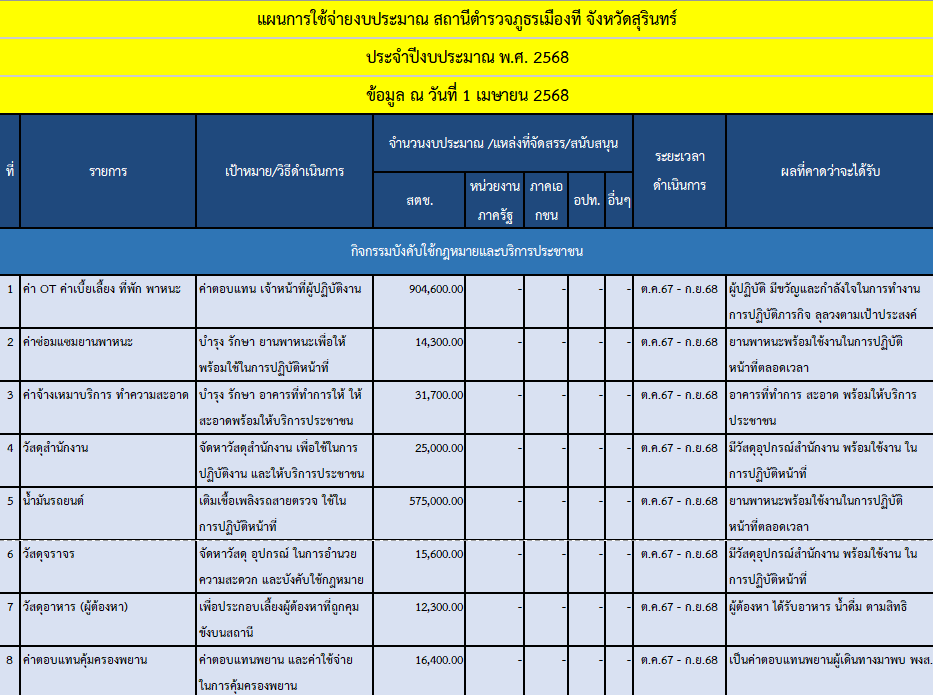 แผนการใช้จ่ายงบประมาณ สถานีตำรวจภูธรเมืองที จังหวัดสุรินทร์
ประจำปีงบประมาณ พ.ศ. 2568
ข้อมูล ณ วันที่ 1 เมษายน 2568
ที่ รายการ เป้าหมาย/วิธีดำเนินการ จำนวนงบประมาณ /แหล่งที่จัดสรร/สนับสนุน ระยะเวลา ผลที่คาดว่าจะได้รับ
ดำเนินการ
สตช. หน่วยงาน ภาคเอ อปท. อื่นๆ
ภาครัฐ กชน
กิจกรรมบังคับใช้กฎหมายและบริการประชาชน
1 ค่า OT ค่าเบี้ยเลี้ยง ที่พัก พาหนะ ค่าตอบแทน เจ้าหน้าที่ผู้ปฏิบัติงาน 904,600.00 - - - - ต.ค.67 - ก.ย.68 ผู้ปฏิบัติ มีขวัญและกำลังใจในการทำงาน
การปฏิบัติภารกิจ ลุลวงตามเป้าประสงค์
2 ค่าซ่อมแซมยานพาหนะ บำรุง รักษา ยานพาหนะเพื่อให้ 14,300.00 - - - - ต.ค.67 - ก.ย.68 ยานพาหนะพร้อมใช้งานในการปฏิบัติ
พร้อมใช้ในการปฏิบัติหน้าที่ หน้าที่ตลอดเวลา
3 ค่าจ้างเหมาบริการ ทำความสะอาด บำรุง รักษา อาคารที่ทำการให้ ให้ 31,700.00 - - - - ต.ค.67 - ก.ย.68 อาคารที่ทำการ สะอาด พร้อมให้บริการ
สะอาดพร้อมให้บริการประชาชน ประชาชน
4 วัสดุสำนักงาน จัดหาวัสดุสำนักงาน เพื่อใช้ในการ 25,000.00 - - - - ต.ค.67 - ก.ย.68 มีวัสดุอุปกรณ์สำนักงาน พร้อมใช้งาน ใน
ปฏิบัติงาน และให้บริการประชาชน การปฏิบัติหน้าที่
5 น้ำมันรถยนต์ เติมเชื้อเพลิงรถสายตรวจ ใช้ใน 575,000.00 - - - - ต.ค.67 - ก.ย.68 ยานพาหนะพร้อมใช้งานในการปฏิบัติ
การปฏิบัติหน้าที่ หน้าที่ตลอดเวลา
6 วัสดุจราจร จัดหาวัสดุ อุปกรณ์ ในการอำนวย 15,600.00 - - - - ต.ค.67 - ก.ย.68 มีวัสดุอุปกรณ์สำนักงาน พร้อมใช้งาน ใน
ความสะดวก และบังคับใช้กฎหมาย การปฏิบัติหน้าที่
7 วัสดุอาหาร (ผู้ต้องหา) เพื่อประกอบเลี้ยงผู้ต้องหาที่ถูกคุม 12,300.00 - - - - ต.ค.67 - ก.ย.68 ผู้ต้องหา ได้รับอาหาร น้ำดื่ม ตามสิทธิ
ขังบนสถานี
8 ค่าตอบแทนคุ้มครองพยาน ค่าตอบแทนพยาน และค่าใช้จ่าย 16,400.00 - - - - ต.ค.67 - ก.ย.68 เป็นค่าตอบแทนพยานผู้เดินทางมาพบ พงส.
ในการคุ้มครองพยาน